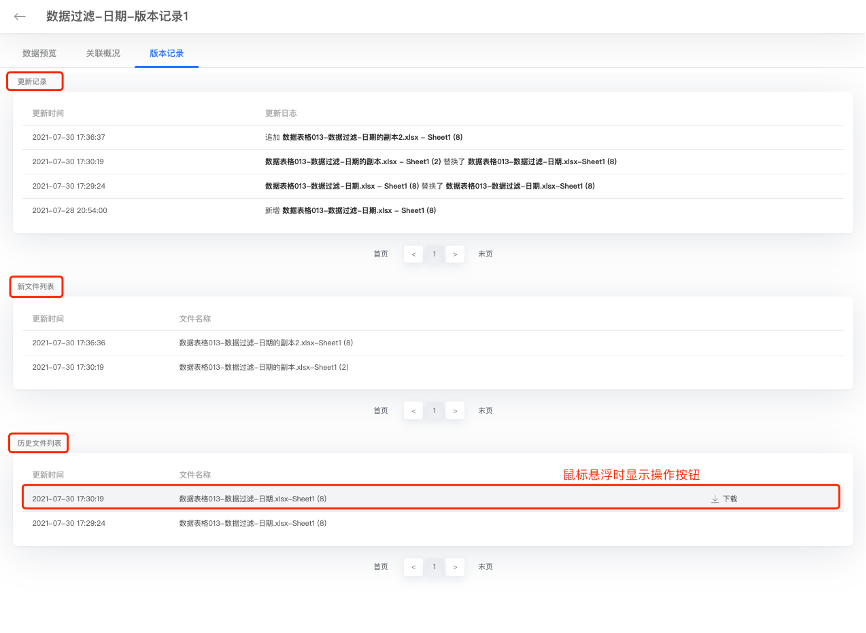 ← 数据过滤-日期-版本记录1
数据预览 关联概况 版本记录
更新记录
更新时间 更新日志
2021-07-30 17:36:37 追加 数据表格013-数据过滤-日期的副本2.xlsx - Sheet1 (8)
2021-07-30 17:30:19 数据表格013-数据过滤-日期的副本.xlsx - Sheet1 (2) 替换了 数据表格013-数据过滤-日期.xlsx-Sheet1 (8)
2021-07-30 17:29:24 数据表格013-数据过滤-日期.xlsx - Sheet1 (8) 替换了 数据表格013-数据过滤-日期.xlsx-Sheet1 (8)
2021-07-28 20:54:00 新增 数据表格013-数据过滤-日期.xlsx - Sheet1 (8)
首页 < 1 > 末页
新文件列表
更新时间 文件名称
2021-07-30 17:36:36 数据表格013-数据过滤-日期的副本2.xlsx-Sheet1 (8)
2021-07-30 17:30:19 数据表格013-数据过滤-日期的副本.xlsx-Sheet1 (2)
首页 < 1 > 末页
历史文件列表
更新时间 文件名称 鼠标悬浮时显示操作按钮
2021-07-30 17:30:19 数据表格013-数据过滤-日期.xlsx-Sheet1 (8) 下载
2021-07-30 17:29:24 数据表格013-数据过滤-日期.xlsx-Sheet1 (8)
首页 < 1 > 末页